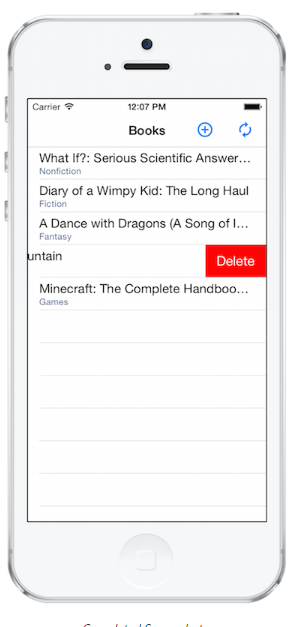 Carrier 12:07 PM
Books
What If?: Serious Scientific Answer…
Nonfiction
Diary of a Wimpy Kid: The Long Haul
Fiction
A Dance with Dragons (A Song of I…
Fantasy
untain Delete
Minecraft: The Complete Handboo…
Games